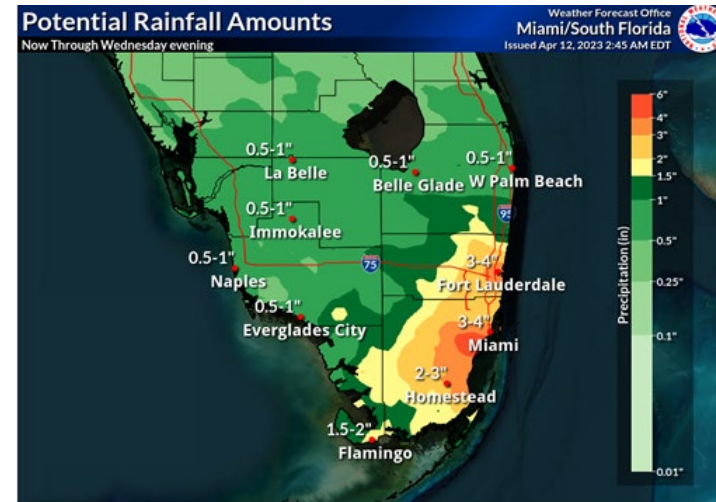 Potential Rainfall Amounts
Now Through Wednesday evening
Weather Forecast Office
Miami/South Florida
Issued Apr 12, 2023 2:45 AM EDT
0.5-1"
La Belle
0.5-1"
Belle Glade
0.5-1"
W Palm Beach
0.5-1"
Immokalee
95
0.5-1"
Naples
75
3-4"
Fort Lauderdale
0.5-1"
Everglades City
3-4"
Miami
2-3"
Homestead
1.5-2"
Flamingo
Precipitation (in)
6"
4"
3"
2"
1.5"
1"
0.5"
0.25"
0.1"
0.01"